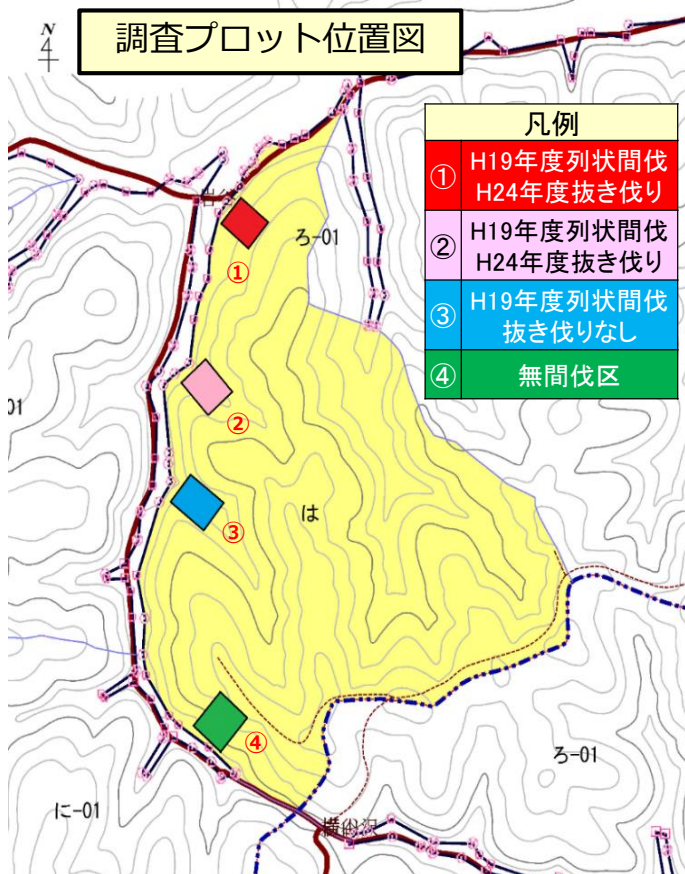 N
4
調査プロット位置図
凡例
① H19年度列状間伐
H24年度抜き伐り
② H19年度列状間伐
H24年度抜き伐り
③ H19年度列状間伐
抜き伐りなし
④ 無間伐区
ろ-01
①
01
②
は
③
④
ろ-01
に-01